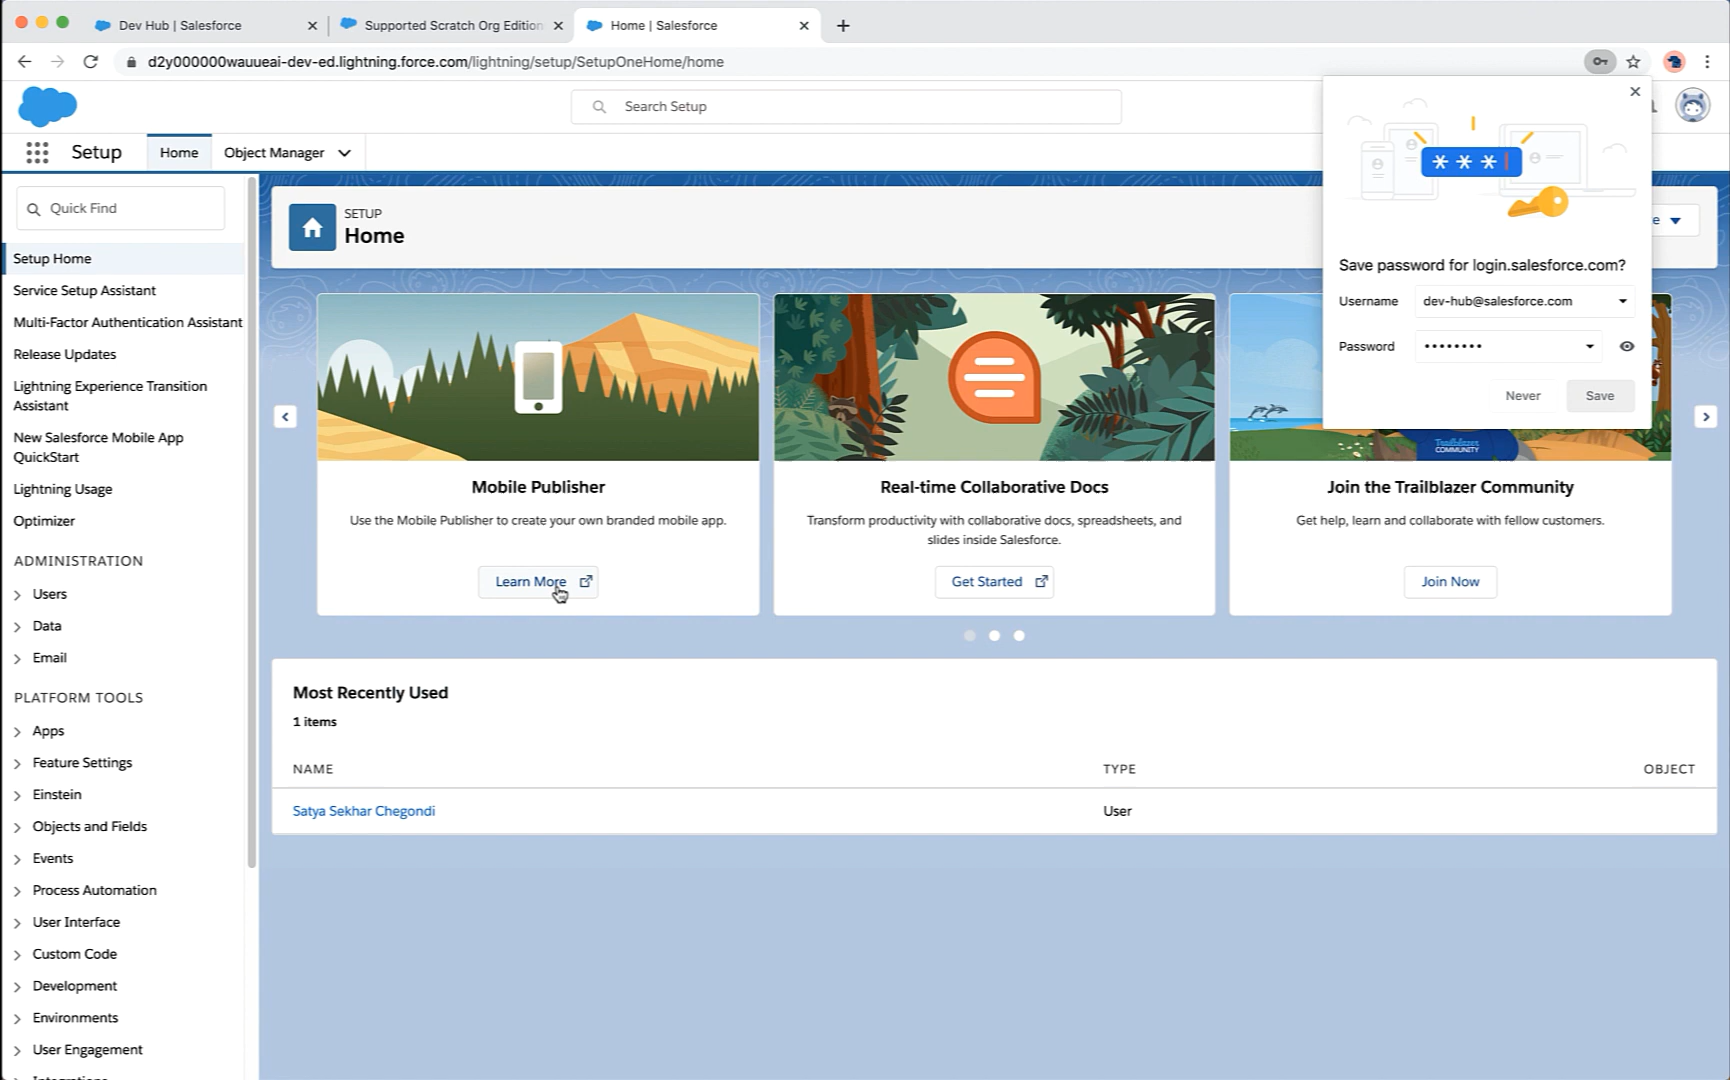 Dev Hub | Salesforce
Supported Scratch Org Edition
Home | Salesforce
d2y000000wauueai-dev-ed.lightning.force.com/lightning/setup/SetupOneHome/home
Search Setup
Setup
Home
Object Manager
Quick Find
Setup Home
Service Setup Assistant
Multi-Factor Authentication Assistant
Release Updates
Lightning Experience Transition
Assistant
New Salesforce Mobile App
QuickStart
Lightning Usage
Optimizer
ADMINISTRATION
Users
Data
Email
PLATFORM TOOLS
Apps
Feature Settings
Einstein
Objects and Fields
Events
Process Automation
User Interface
Custom Code
Development
Environments
User Engagement
SETUP
Home
Mobile Publisher
Use the Mobile Publisher to create your own branded mobile app.
Learn More
Real-time Collaborative Docs
Transform productivity with collaborative docs, spreadsheets, and
slides inside Salesforce.
Get Started
Trailblazer
COMMUNITY
Join the Trailblazer Community
Get help, learn and collaborate with fellow customers.
Join Now
Most Recently Used
1 items
NAME TYPE OBJECT
Satya Sekhar Chegondi User
* * *
Save password for login.salesforce.com?
Username dev-hub@salesforce.com
Password ••••••••
Never Save